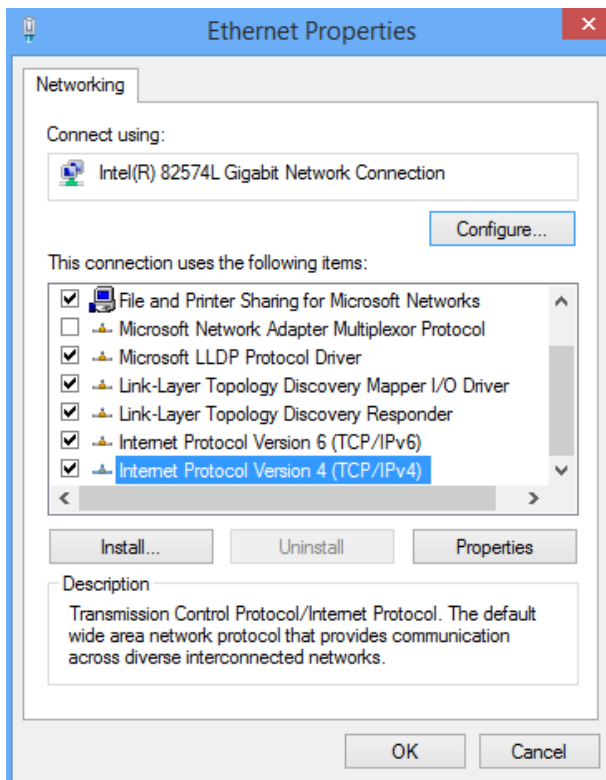 Ethernet Properties
Networking
Connect using:
Intel(R) 82574L Gigabit Network Connection
Configure...
This connection uses the following items:
File and Printer Sharing for Microsoft Networks
Microsoft Network Adapter Multiplexor Protocol
Microsoft LLDP Protocol Driver
Link-Layer Topology Discovery Mapper I/O Driver
Link-Layer Topology Discovery Responder
Internet Protocol Version 6 (TCP/IPv6)
Internet Protocol Version 4 (TCP/IPv4)
Install... Uninstall Properties
Description
Transmission Control Protocol/Internet Protocol. The default
wide area network protocol that provides communication
across diverse interconnected networks.
OK Cancel